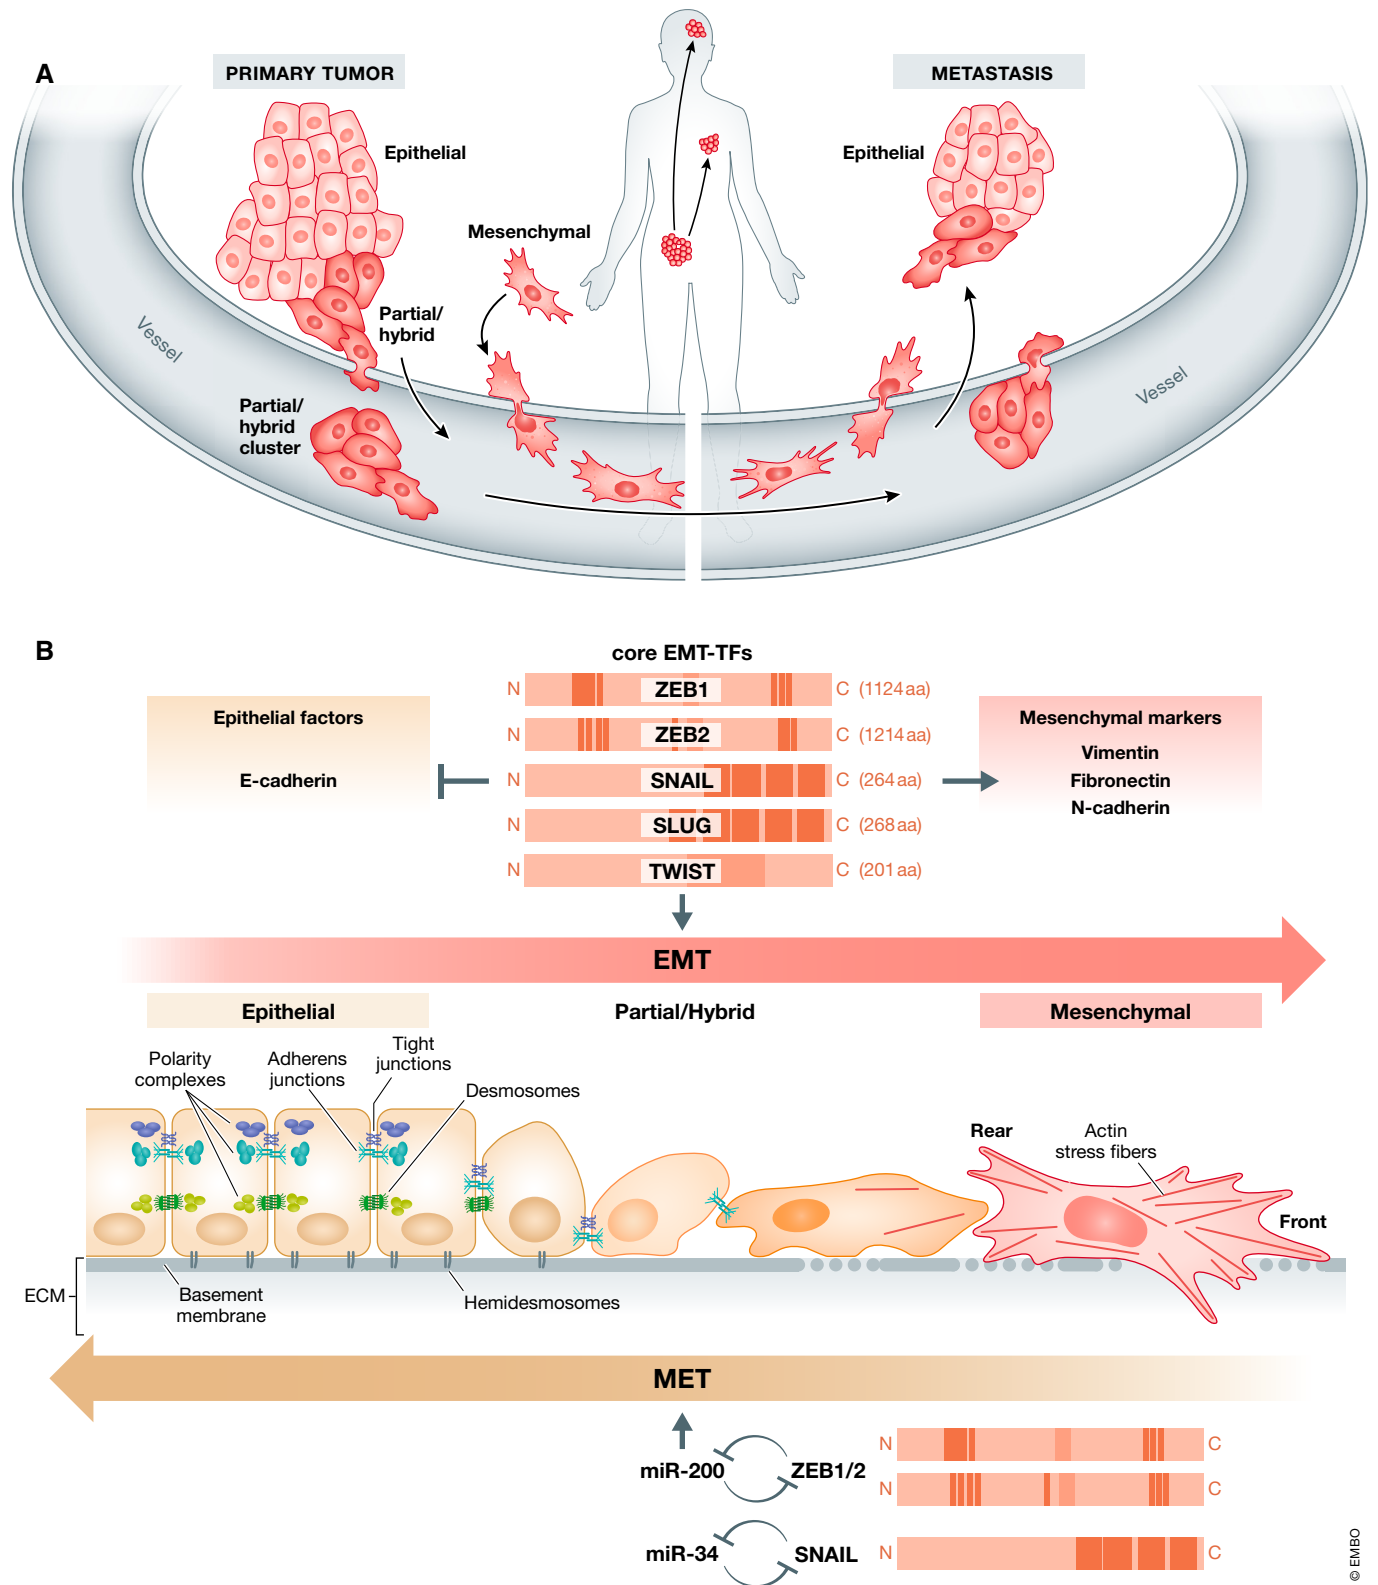 A
PRIMARY TUMOR
METASTASIS
Epithelial
Epithelial
Mesenchymal
Partial/
hybrid
Vessel
Vessel
Partial/
hybrid
cluster
B
core EMT-TFs
N ZEB1 C (1124 aa)
Epithelial factors
Mesenchymal markers
N ZEB2 C (1214 aa)
Vimentin
E-cadherin
N SNAIL C (264 aa)
Fibronectin
N-cadherin
N SLUG C (268 aa)
N TWIST C (201 aa)
EMT
Epithelial
Partial/Hybrid
Mesenchymal
Polarity
complexes
Adherens
junctions
Tight
junctions
Desmosomes
Rear
Actin
stress fibers
Front
ECM
Basement
membrane
Hemidesmosomes
MET
miR-200
ZEB1/2
N C
N C
miR-34
SNAIL
N C
© EMBO